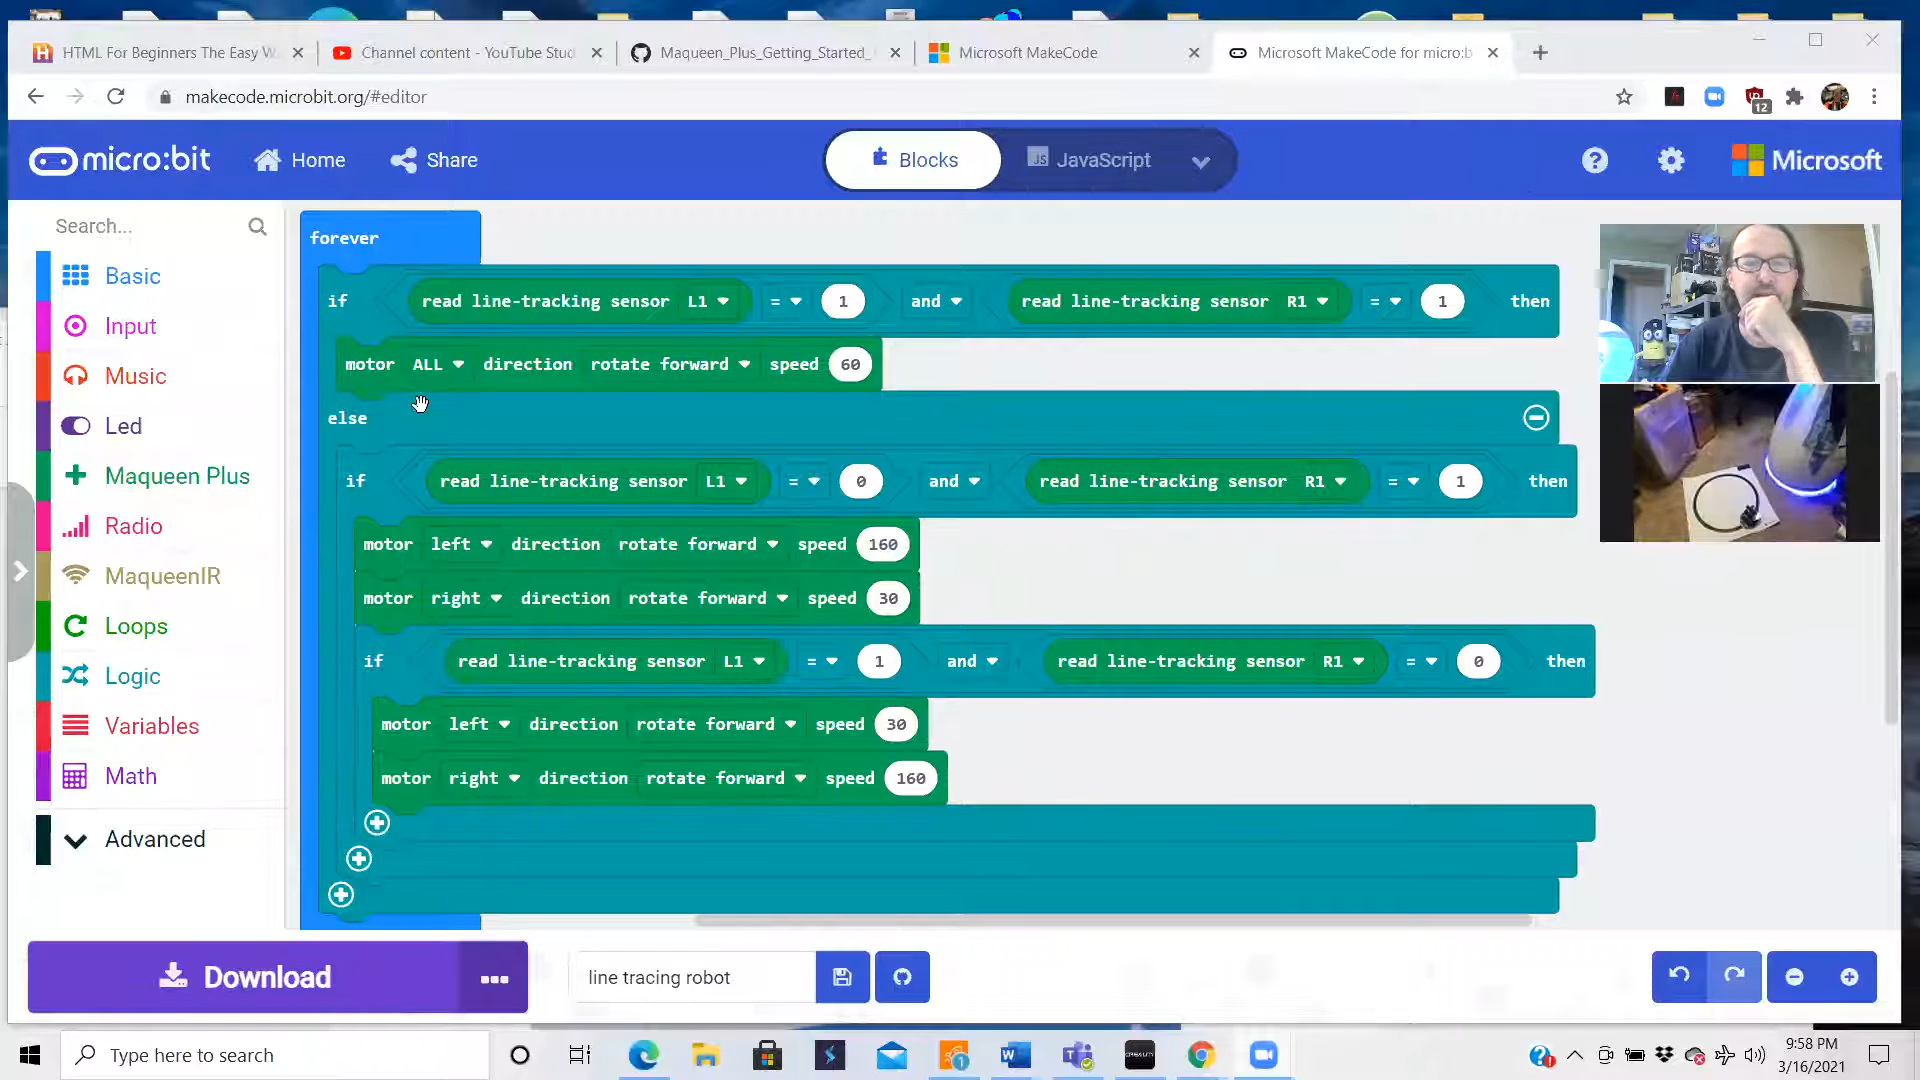 HTML For Beginners The Easy W
Channel content - YouTube Stud
Maqueen_Plus_Getting_Started_
Microsoft MakeCode
Microsoft MakeCode for micro:b
makecode.microbit.org/#editor
12
micro:bit
Home
Share
Blocks
JS JavaScript
Microsoft
Search...
Basic
Input
Music
Led
Maqueen Plus
Radio
MaqueenIR
Loops
Logic
Variables
Math
Advanced
forever
if read line-tracking sensor L1 = 1 and read line-tracking sensor R1 = 1 then
motor ALL direction rotate forward speed 60
else
if read line-tracking sensor L1 = 0 and read line-tracking sensor R1 = 1 then
motor left direction rotate forward speed 160
motor right direction rotate forward speed 30
if read line-tracking sensor L1 = 1 and read line-tracking sensor R1 = 0 then
motor left direction rotate forward speed 30
motor right direction rotate forward speed 160
Download
line tracing robot
Type here to search
9:58 PM
3/16/2021